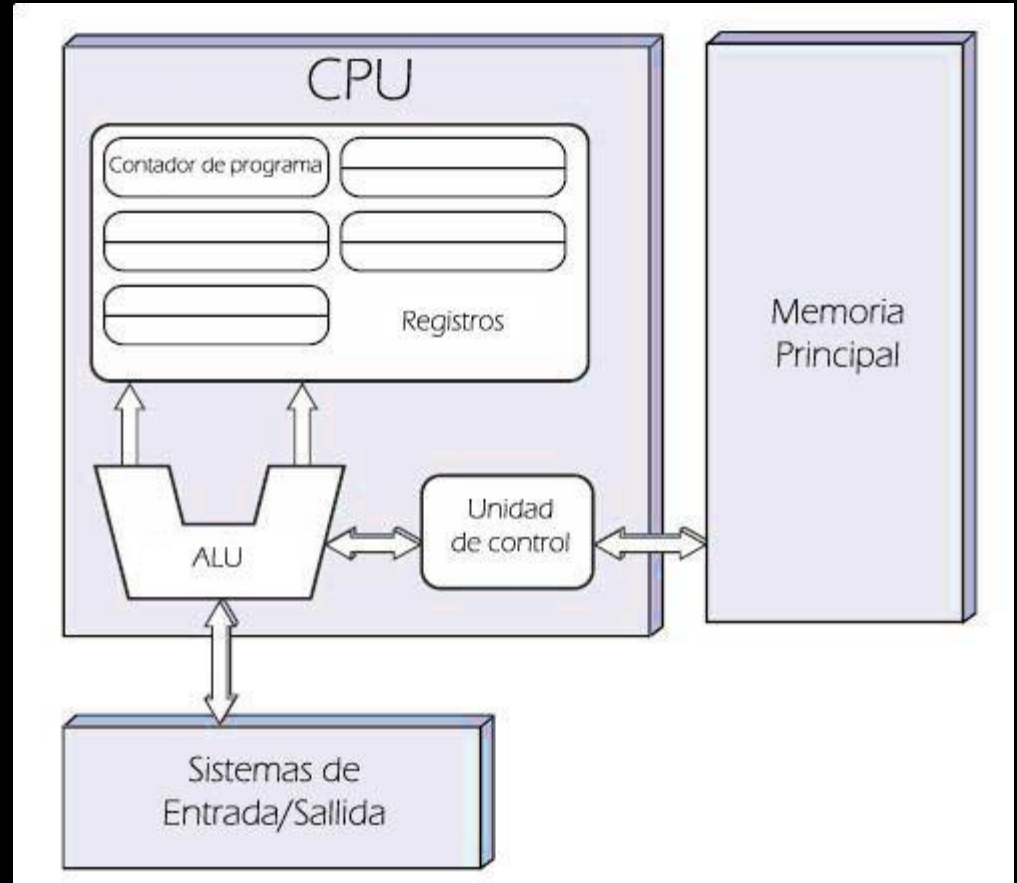 CPU
Contador de programa
Registros
Memoria
Principal
Unidad
de control
ALU
Sistemas de
Entrada/Sallida